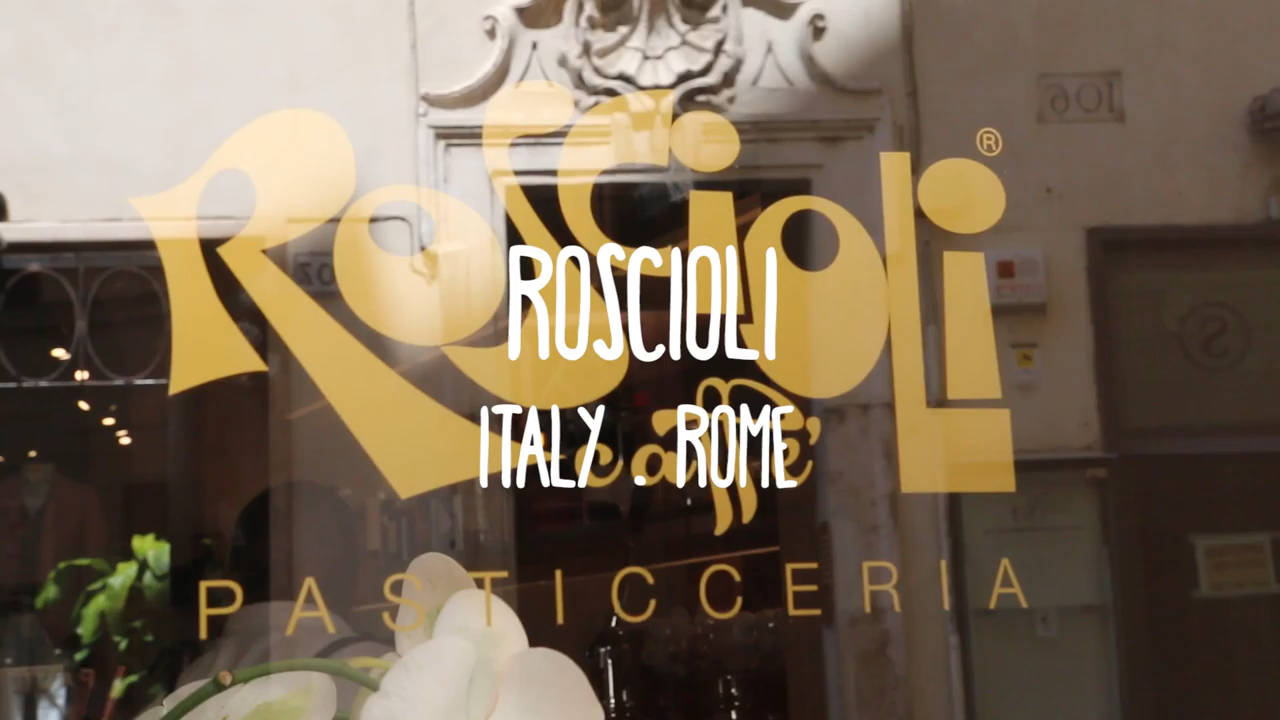 Roscioli ®
ROSCIOLI
ITALY . ROME
caffè
PASTICCERIA
106